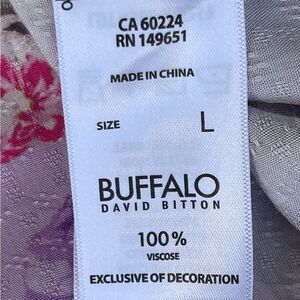 CA 60224
RN 149651
MADE IN CHINA
SIZE L
BUFFALO
DAVID BITTON
100%
VISCOSE
EXCLUSIVE OF DECORATION